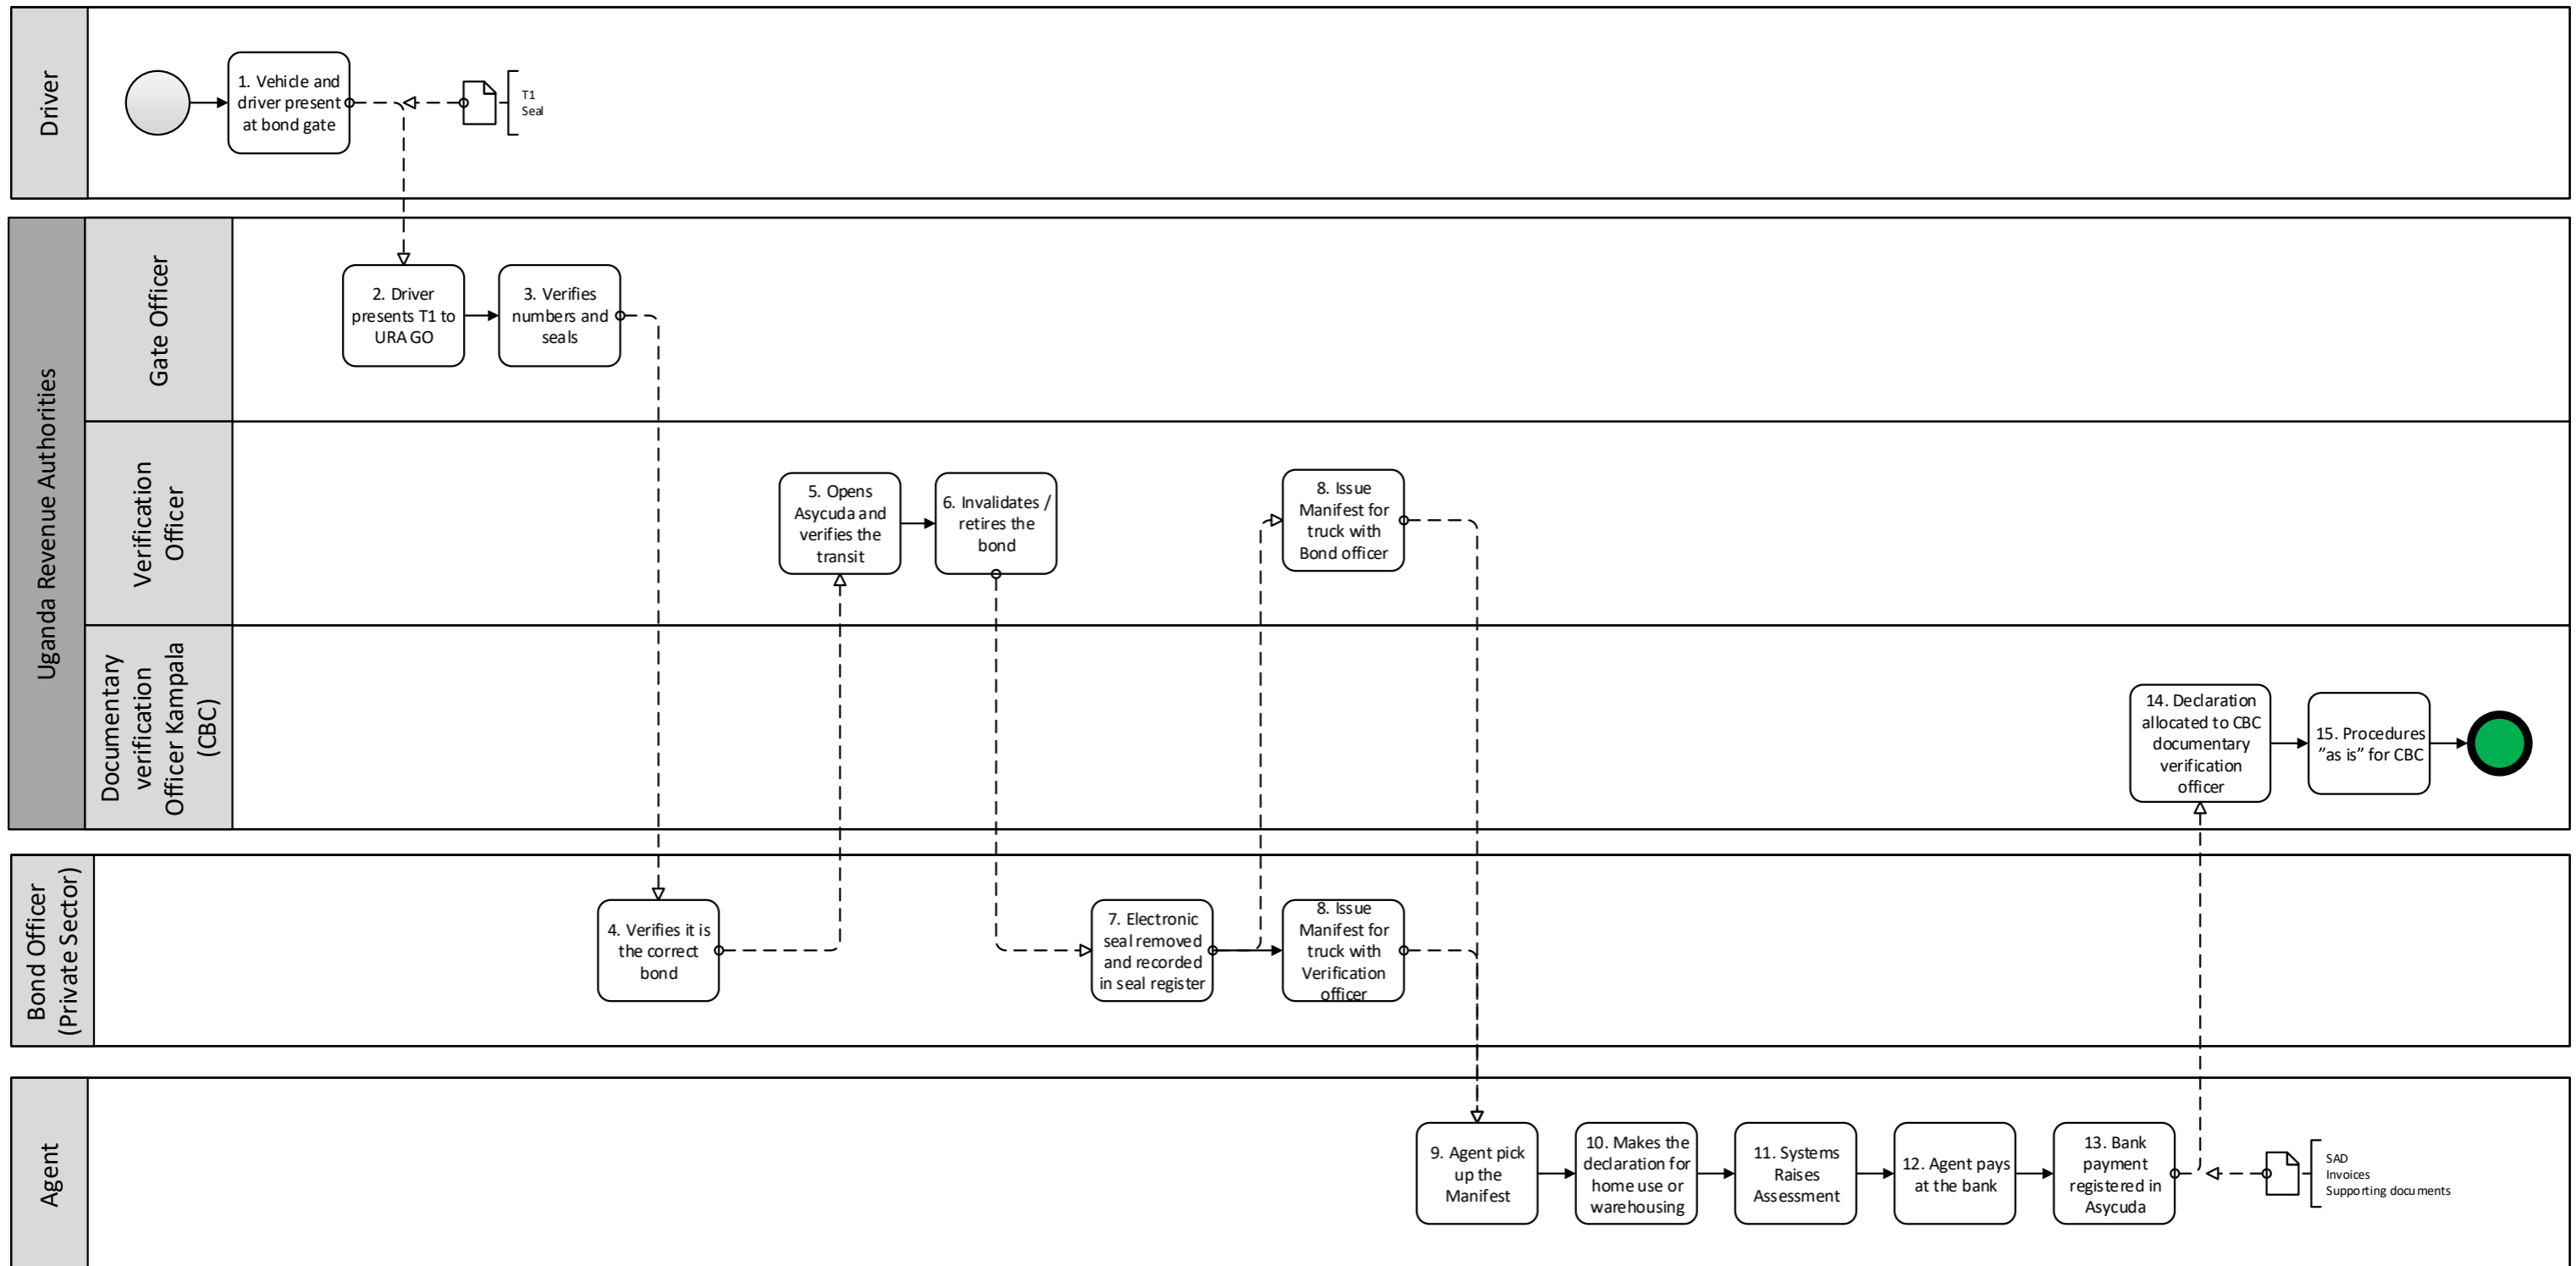 Driver
1. Vehicle and
driver present
at bond gate
T1
Seal
Uganda Revenue Authorities
Gate Officer
2. Driver
presents T1 to
URA GO
3. Verifies
numbers and
seals
Verification
Officer
5. Opens
Asycuda and
verifies the
transit
6. Invalidates /
retires the
bond
8. Issue
Manifest for
truck with
Bond officer
Documentary
verification
Officer Kampala
(CBC)
14. Declaration
allocated to CBC
documentary
verification
officer
15. Procedures
”as is” for CBC
Bond Officer
(Private Sector)
4. Verifies it is
the correct
bond
7. Electronic
seal removed
and recorded
in seal register
8. Issue
Manifest for
truck with
Verification
officer
Agent
9. Agent pick
up the
Manifest
10. Makes the
declaration for
home use or
warehousing
11. Systems
Raises
Assessment
12. Agent pays
at the bank
13. Bank
payment
registered in
Asycuda
SAD
Invoices
Supporting documents